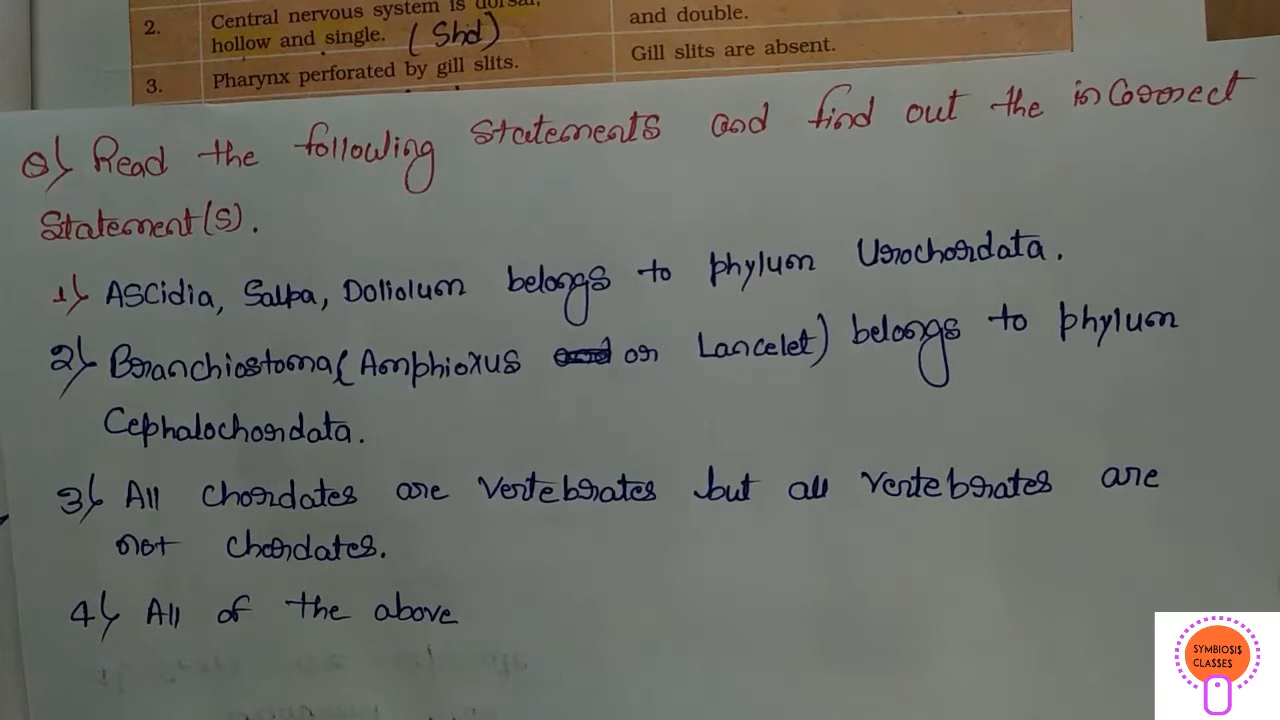 2. Central nervous system is dorsal, and double.
hollow and single. (Shd)
3. Pharynx perforated by gill slits. Gill slits are absent.
Q) Read the following statements and find out the incorrect
Statement(s).
1) Ascidia, Salpa, Doliolum belongs to phylum Urochordata.
2) Branchiostoma(Amphioxus or Lancelet) belongs to phylum
Cephalochordata.
3) All chordates are vertebrates but all vertebrates are
not chordates.
4) All of the above
SYMBIOSIS
CLASSES